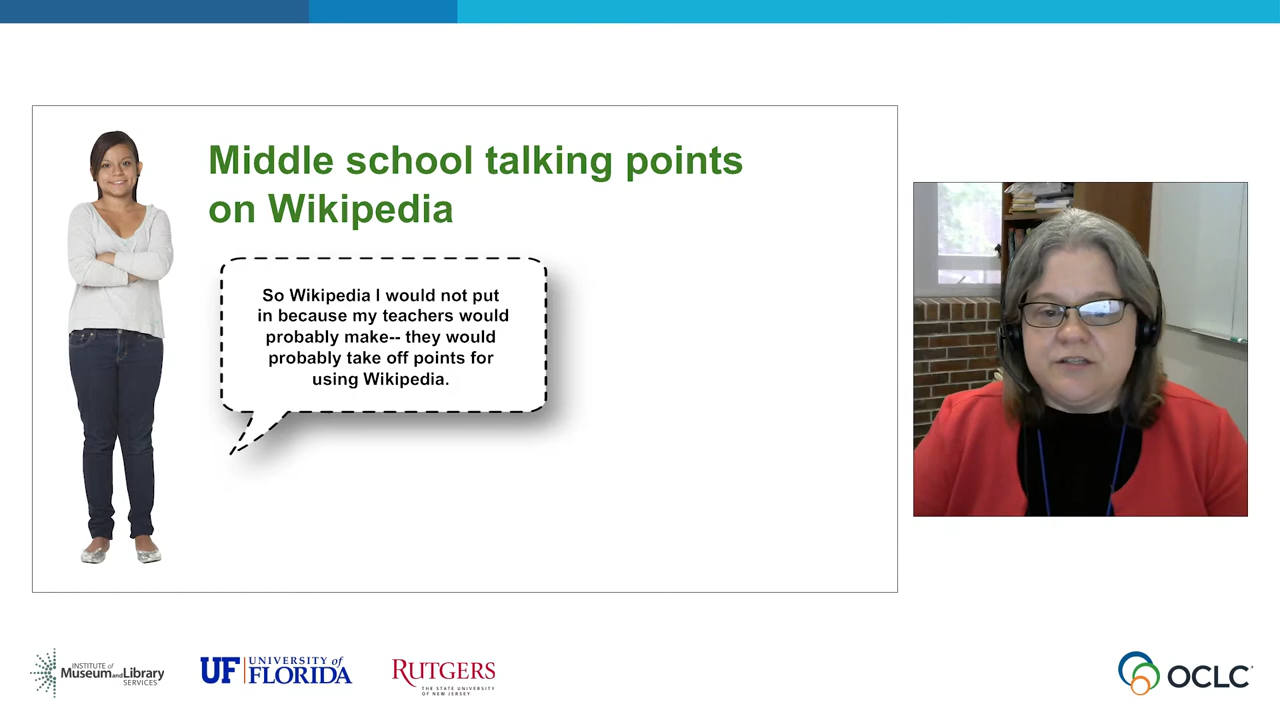 Middle school talking points
on Wikipedia
So Wikipedia I would not put
in because my teachers would
probably make-- they would
probably take off points for
using Wikipedia.
INSTITUTE of
Museum and Library
SERVICES
UF UNIVERSITY of
FLORIDA
RUTGERS
THE STATE UNIVERSITY
OF NEW JERSEY
OCLC